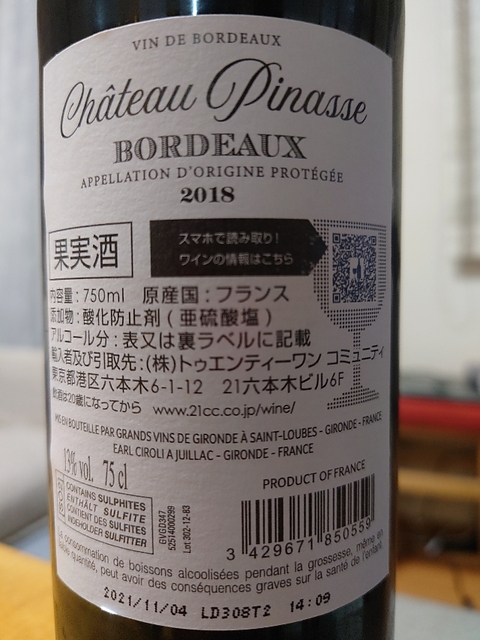 VIN DE BORDEAUX
Château Pinasse
BORDEAUX
APPELLATION D'ORIGINE PROTÉGÉE
2018
果実酒
スマホで読み取り!
ワインの情報はこちら
内容量:750ml 原産国:フランス
添加物:酸化防止剤(亜硫酸塩)
アルコール分:表又は裏ラベルに記載
輸入者及び引取先:(株)トゥエンティーワン コミュニティ
東京都港区六本木6-1-12 21六本木ビル6F
飲酒は20歳になってから www.21cc.co.jp/wine/
MIS EN BOUTEILLE PAR GRANDS VINS DE GIRONDE À SAINT-LOUBES - GIRONDE - FRANCE
EARL CIROLI A JUILLAC - GIRONDE - FRANCE
13% vol. 75 cl
PRODUCT OF FRANCE
CONTAINS SULPHITES
ENTHÄLT SULFITE
CONTENT DES SULFITES
INDEHOLDER SULFITTER
GVGD347
52514000299
Lot 302-12-83
3 429671 850559
La consommation de boissons alcoolisées pendant la grossesse, même en
faible quantité, peut avoir des conséquences graves sur la santé de l'enfant.
2021/11/04 LD308T2 14:09